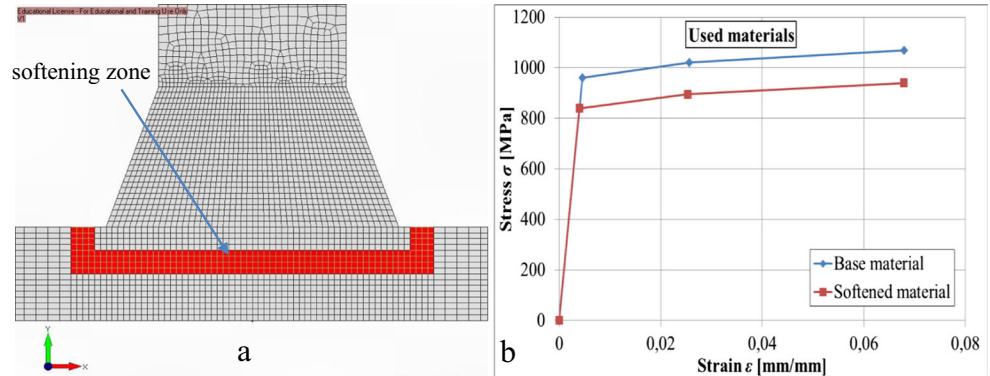 Educational License - For Educational and Training Use Only
V1
softening zone
Y
X
a
Used materials
1200
1000
800
600
400
200
0
Stress σ [MPa]
Base material
Softened material
0
0,02
0,04
0,06
0,08
Strain ε [mm/mm]
b